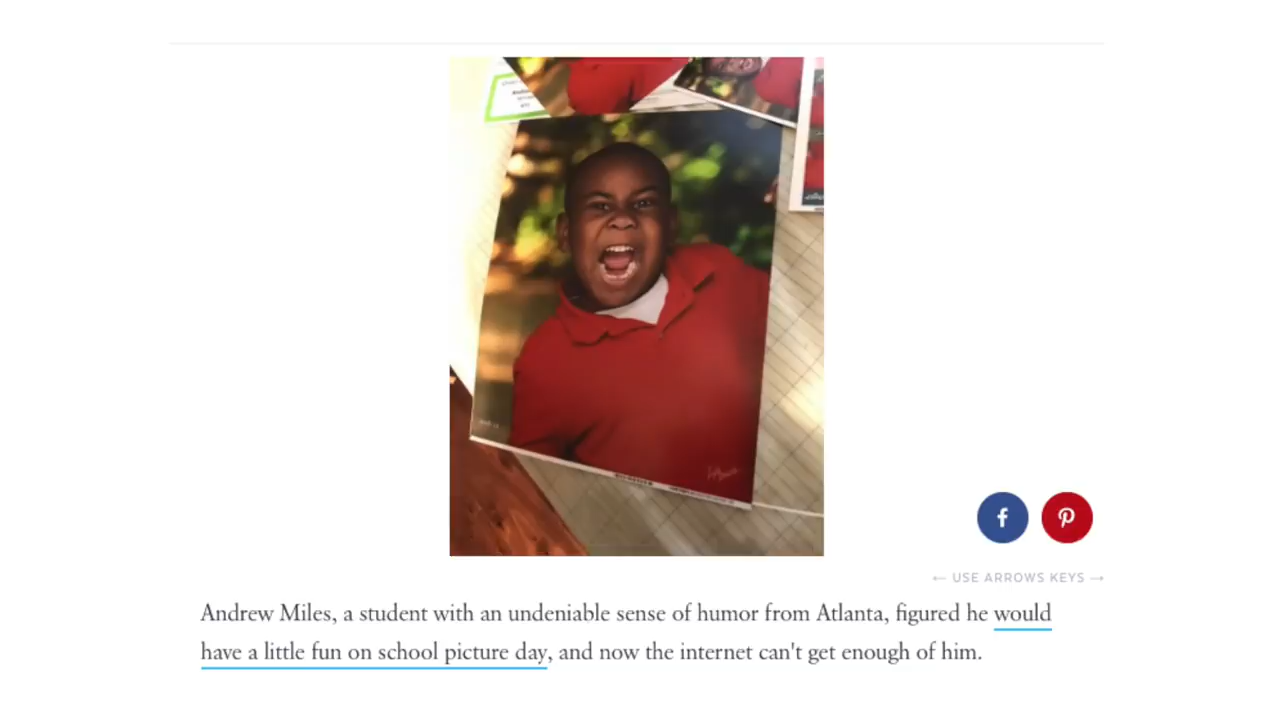 ← USE ARROWS KEYS →
Andrew Miles, a student with an undeniable sense of humor from Atlanta, figured he would
have a little fun on school picture day, and now the internet can't get enough of him.